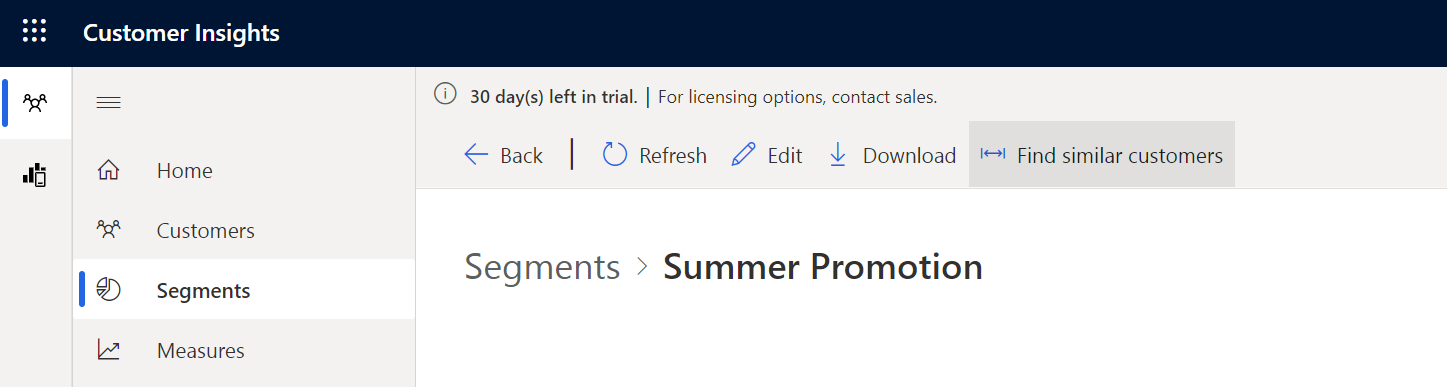 Customer Insights
30 day(s) left in trial. | For licensing options, contact sales.
Back | Refresh Edit Download Find similar customers
Home
Customers
Segments
Measures
Segments > Summer Promotion